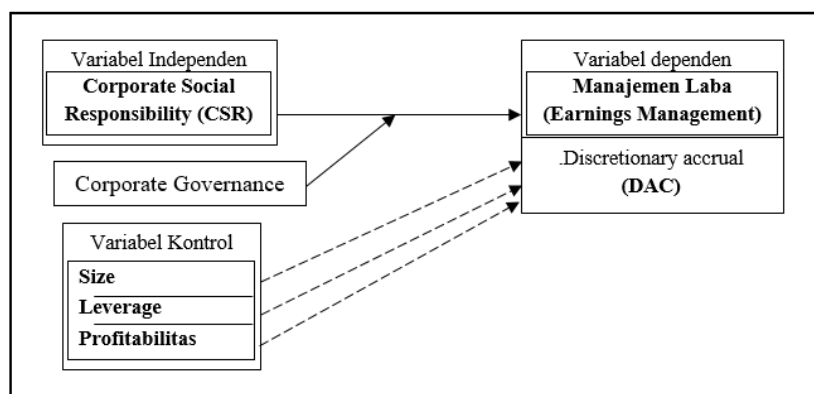 Variabel Independen
Corporate Social
Responsibility (CSR)
Corporate Governance
Variabel Kontrol
Size
Leverage
Profitabilitas
Variabel dependen
Manajemen Laba
(Earnings Management)
.Discretionary accrual
(DAC)